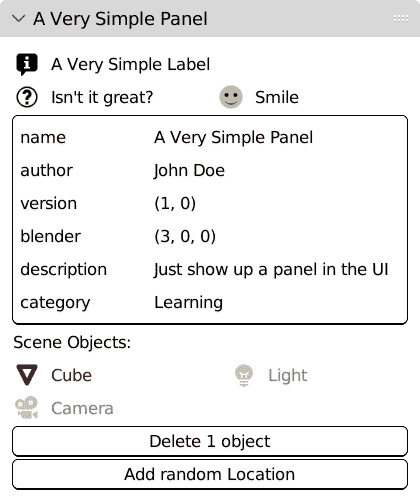 A Very Simple Panel
A Very Simple Label
Isn't it great? Smile
name A Very Simple Panel
author John Doe
version (1, 0)
blender (3, 0, 0)
description Just show up a panel in the UI
category Learning
Scene Objects:
Cube Light
Camera
Delete 1 object
Add random Location